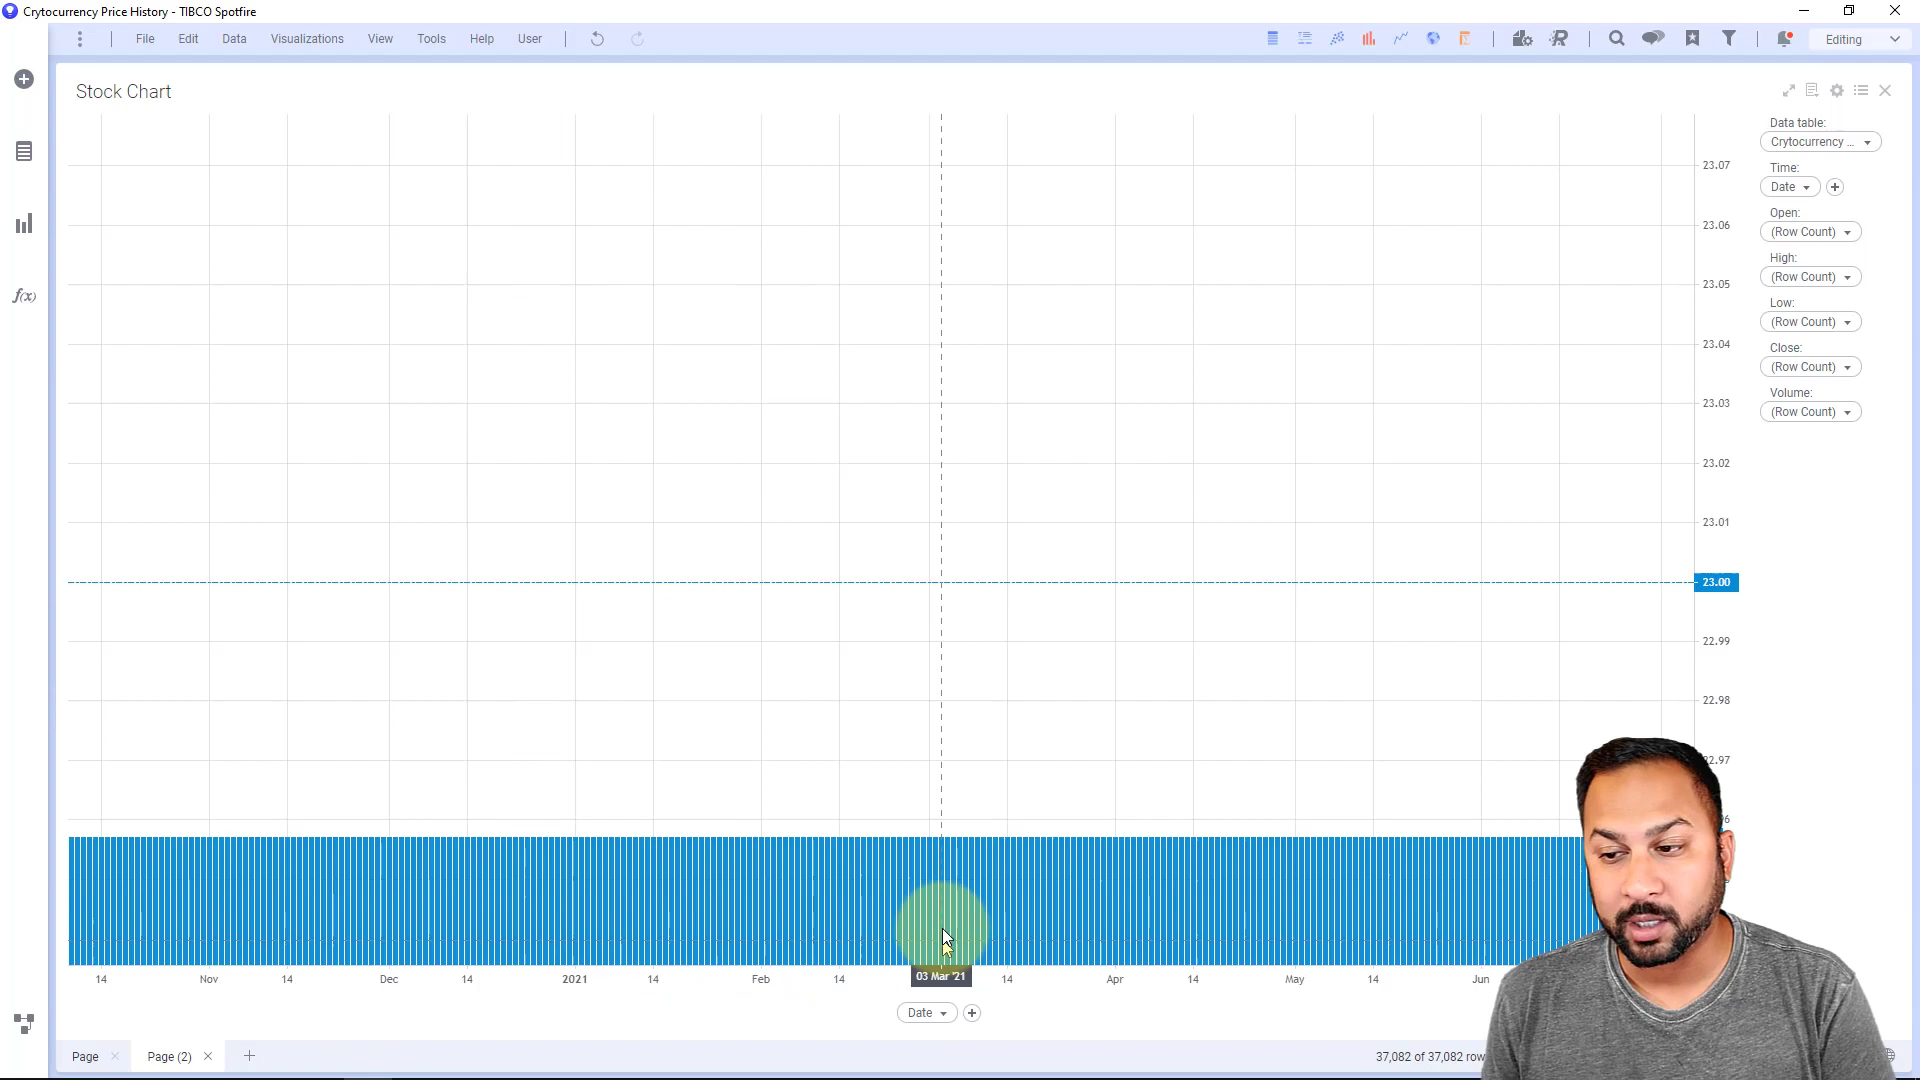 Crytocurrency Price History - TIBCO Spotfire
File Edit Data Visualizations View Tools Help User
Editing
Stock Chart
Data table:
Crytocurrency ...
Time:
Date
Open:
(Row Count)
High:
(Row Count)
Low:
(Row Count)
Close:
(Row Count)
Volume:
(Row Count)
23.07
23.06
23.05
23.04
23.03
23.02
23.01
23.00
22.99
22.98
22.97
14 Nov 14 Dec 14 2021 14 Feb 14 03 Mar '21 14 Apr 14 May 14 Jun
Date
Page Page (2)
37,082 of 37,082 row
f(x)